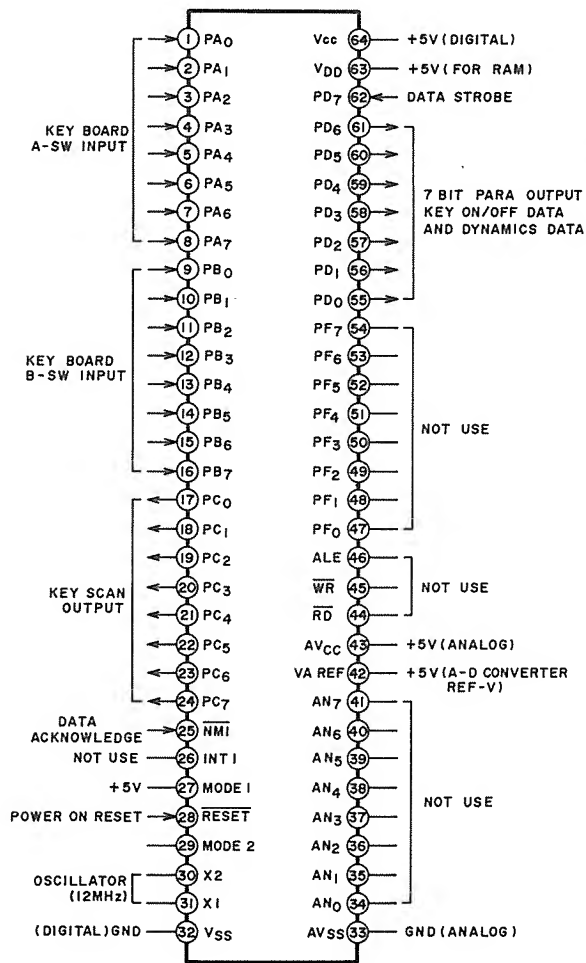 1 PA0 Vcc 64 +5V (DIGITAL)
2 PA1 VDD 63 +5V (FOR RAM)
3 PA2 PD7 62 DATA STROBE
4 PA3 PD6 61
KEY BOARD
A-SW INPUT
5 PA4 PD5 60
6 PA5 PD4 59
7 PA6 PD3 58
8 PA7 PD2 57
7 BIT PARA OUTPUT
KEY ON/OFF DATA
AND DYNAMICS DATA
9 PB0 PD1 56
10 PB1 PD0 55
11 PB2 PF7 54
12 PB3 PF6 53
KEY BOARD
B-SW INPUT
13 PB4 PF5 52
14 PB5 PF4 51
NOT USE
15 PB6 PF3 50
16 PB7 PF2 49
17 PC0 PF1 48
18 PC1 PF0 47
19 PC2 ALE 46
20 PC3 WR 45
NOT USE
KEY SCAN
OUTPUT
21 PC4 RD 44
22 PC5 AVCC 43 +5V (ANALOG)
23 PC6 VA REF 42 +5V (A-D CONVERTER
REF-V)
24 PC7 AN7 41
DATA
ACKNOWLEDGE 25 NMI AN6 40
NOT USE 26 INT1 AN5 39
+5V 27 MODE 1 AN4 38
NOT USE
POWER ON RESET 28 RESET AN3 37
29 MODE 2 AN2 36
OSCILLATOR
(12MHz)
30 X2 AN1 35
31 X1 AN0 34
(DIGITAL) GND 32 VSS AVSS 33 GND (ANALOG)